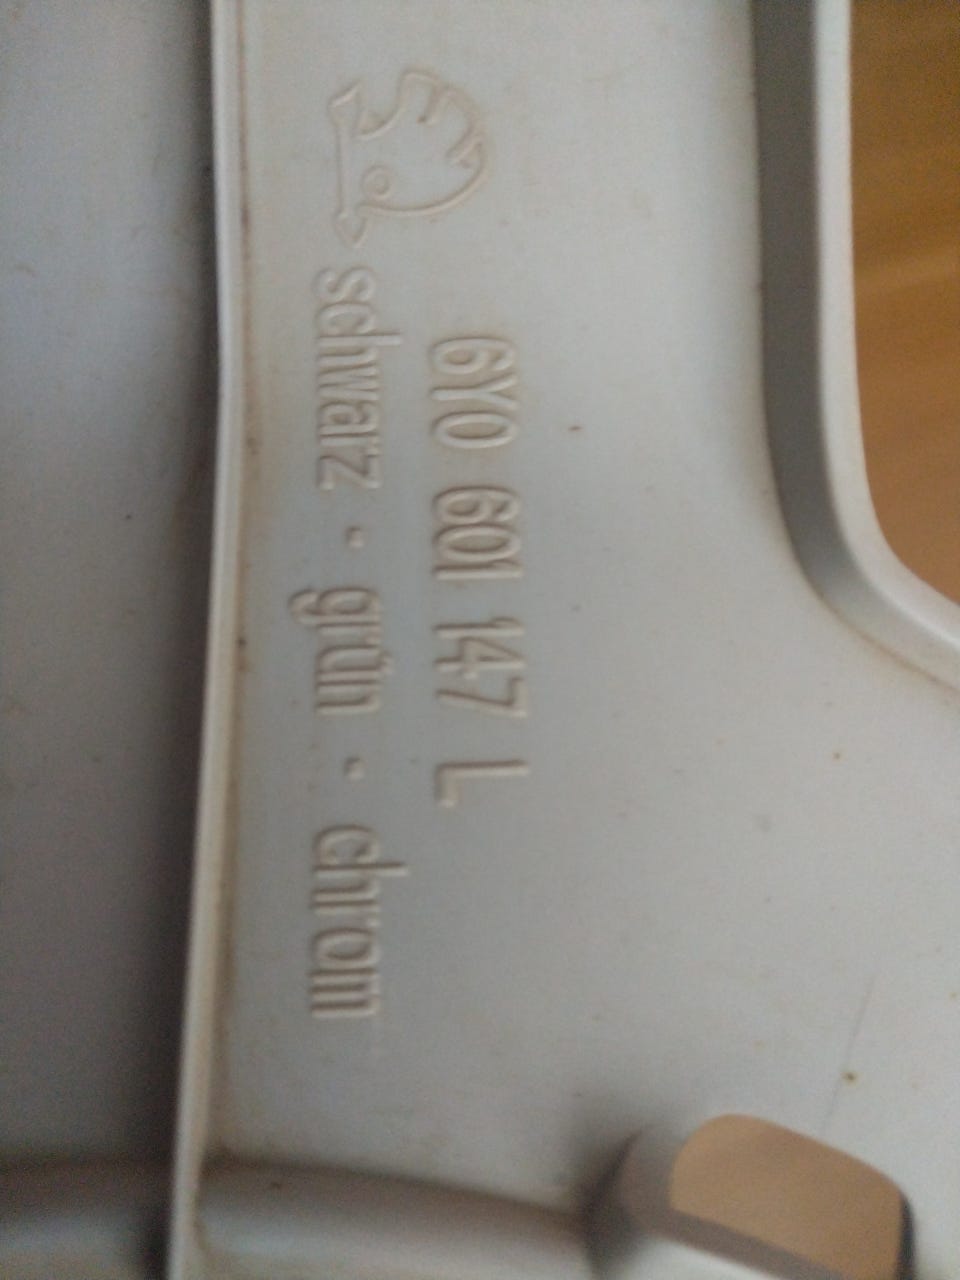 6Y0 601 147 L
schwarz · grün · chrom